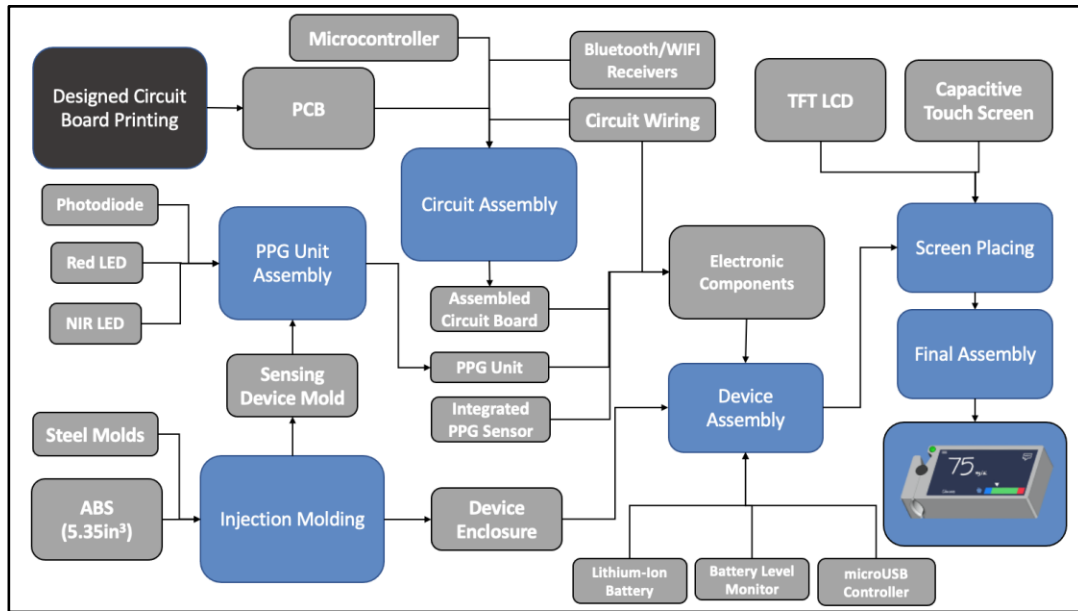 Microcontroller
Bluetooth/WIFI
Receivers
Designed Circuit
Board Printing
PCB
Circuit Wiring
TFT LCD
Capacitive
Touch Screen
Photodiode
Red LED
NIR LED
PPG Unit
Assembly
Circuit Assembly
Electronic
Components
Screen Placing
Assembled
Circuit Board
PPG Unit
Integrated
PPG Sensor
Sensing
Device Mold
Device
Assembly
Final Assembly
Steel Molds
ABS
(5.35in³)
Injection Molding
Device
Enclosure
Lithium-Ion
Battery
Battery Level
Monitor
microUSB
Controller
75